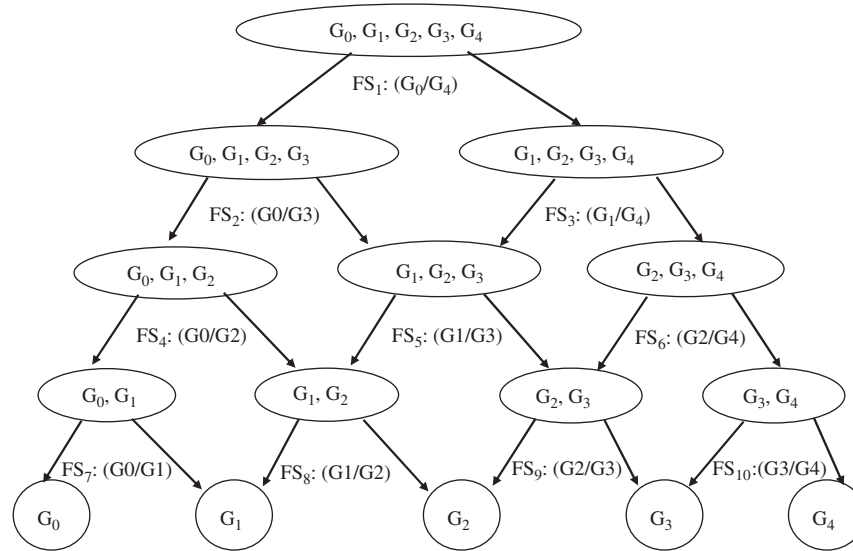 G₀, G₁, G₂, G₃, G₄
FS₁: (G₀/G₄)
G₀, G₁, G₂, G₃
G₁, G₂, G₃, G₄
FS₂: (G0/G3)
FS₃: (G₁/G₄)
G₀, G₁, G₂
G₁, G₂, G₃
G₂, G₃, G₄
FS₄: (G0/G2)
FS₅: (G1/G3)
FS₆: (G2/G4)
G₀, G₁
G₁, G₂
G₂, G₃
G₃, G₄
FS₇: (G0/G1)
FS₈: (G1/G2)
FS₉: (G2/G3)
FS₁₀:(G3/G4)
G₀
G₁
G₂
G₃
G₄